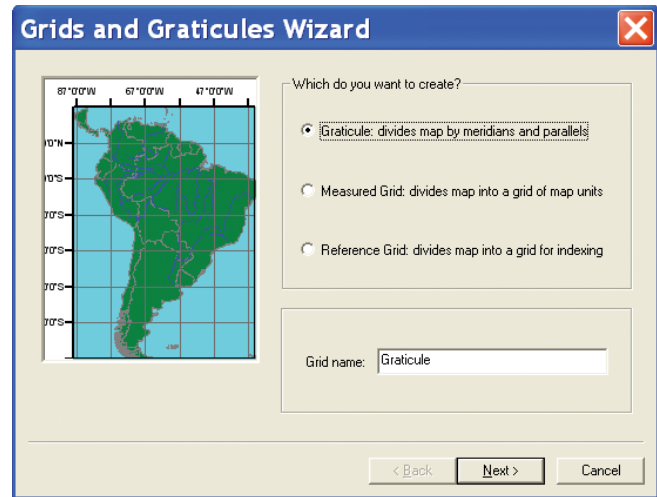 Grids and Graticules Wizard
87°0'0"W 67°0'0"W 47°0'0"W
Which do you want to create?
Graticule: divides map by meridians and parallels
Measured Grid: divides map into a grid of map units
Reference Grid: divides map into a grid for indexing
Grid name: Graticule
< Back Next > Cancel